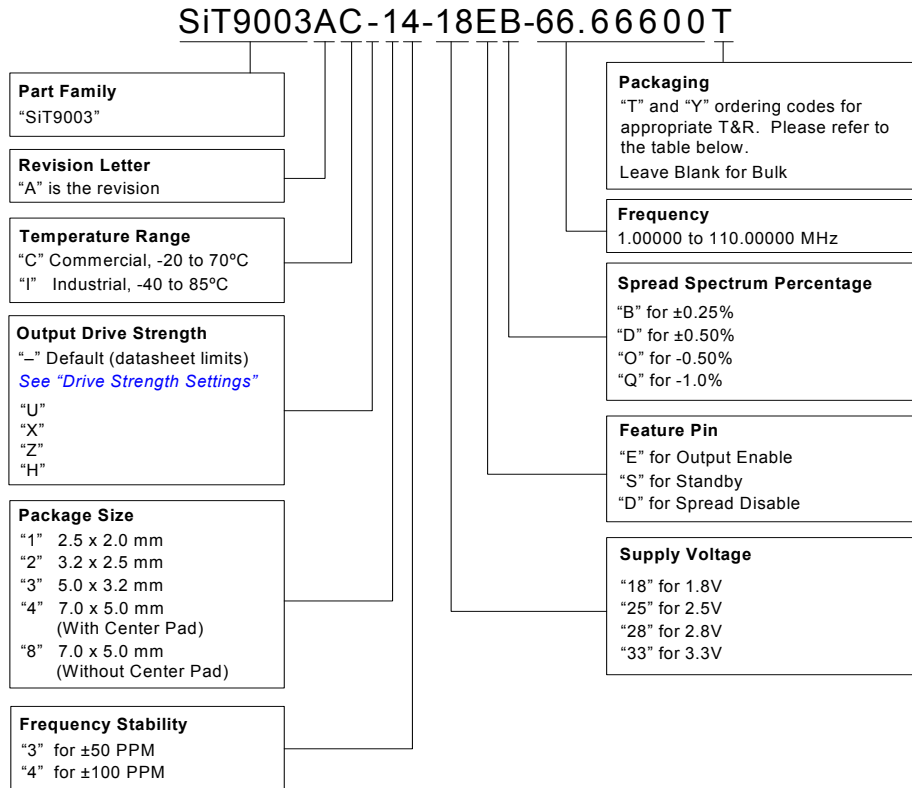 SiT9003AC-14-18EB-66.66600T
Part Family
“SiT9003”
Revision Letter
“A” is the revision
Temperature Range
“C” Commercial, -20 to 70ºC
“I” Industrial, -40 to 85ºC
Output Drive Strength
“–” Default (datasheet limits)
See “Drive Strength Settings”
“U”
“X”
“Z”
“H”
Package Size
“1” 2.5 x 2.0 mm
“2” 3.2 x 2.5 mm
“3” 5.0 x 3.2 mm
“4” 7.0 x 5.0 mm
(With Center Pad)
“8” 7.0 x 5.0 mm
(Without Center Pad)
Frequency Stability
“3” for ±50 PPM
“4” for ±100 PPM
Packaging
“T” and “Y” ordering codes for
appropriate T&R. Please refer to
the table below.
Leave Blank for Bulk
Frequency
1.00000 to 110.00000 MHz
Spread Spectrum Percentage
“B” for ±0.25%
“D” for ±0.50%
“O” for -0.50%
“Q” for -1.0%
Feature Pin
“E” for Output Enable
“S” for Standby
“D” for Spread Disable
Supply Voltage
“18” for 1.8V
“25” for 2.5V
“28” for 2.8V
“33” for 3.3V